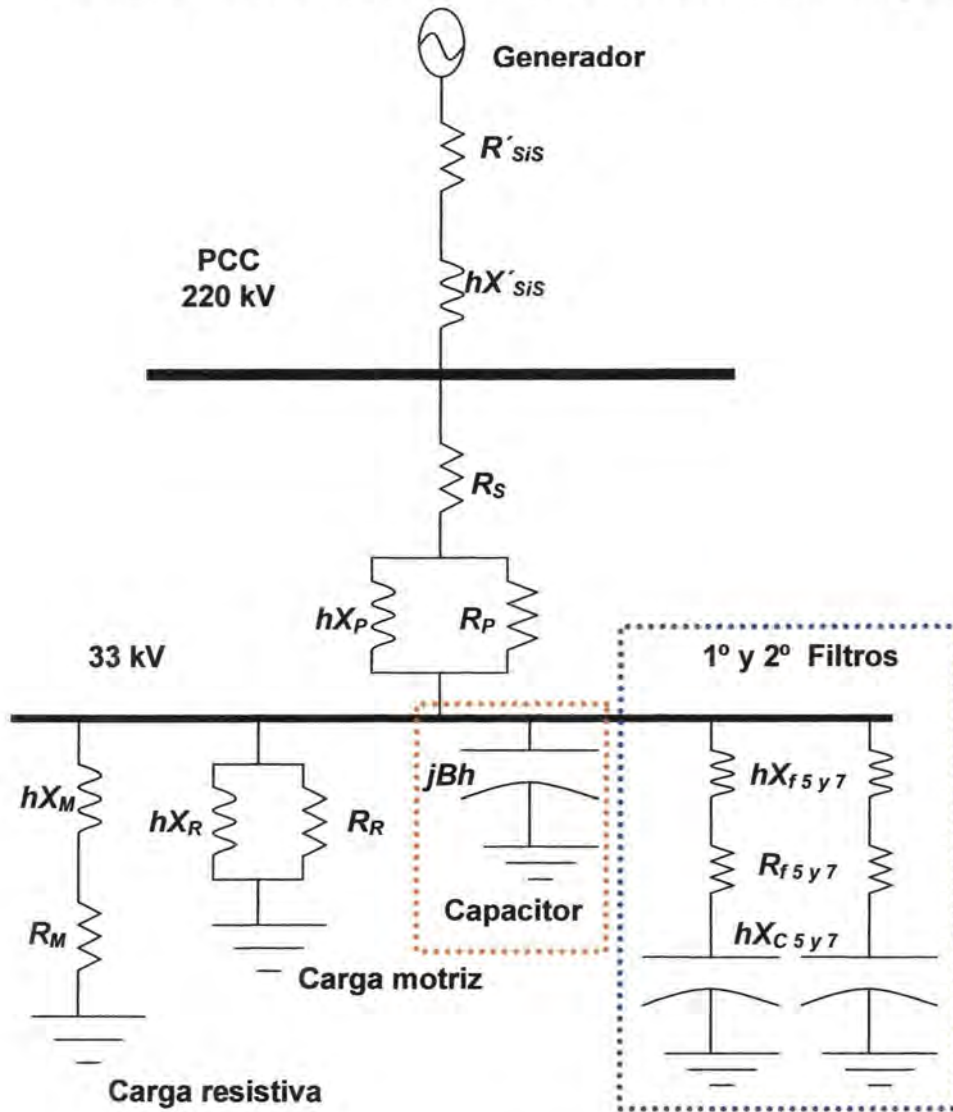 Generador
R´SiS
PCC
220 kV
hX´SiS
RS
hXP
RP
33 kV
1º y 2º Filtros
hXM
hXR
RR
jBh
hXf 5 y 7
RM
Rf 5 y 7
Capacitor
hXC 5 y 7
Carga motriz
Carga resistiva